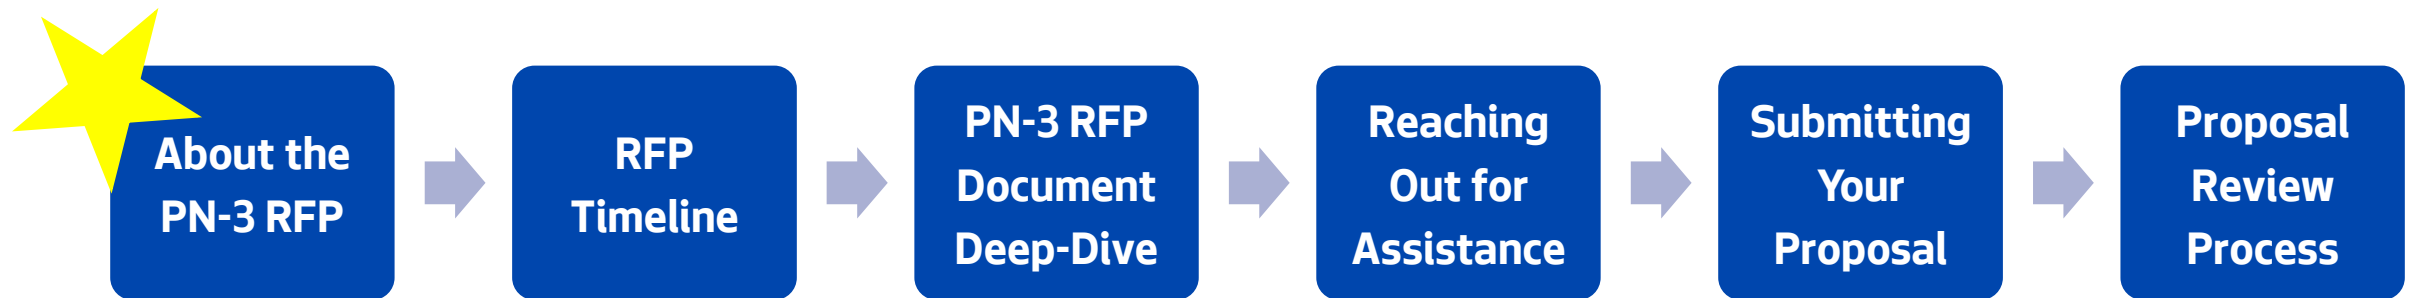 About the
PN-3 RFP
RFP
Timeline
PN-3 RFP
Document
Deep-Dive
Reaching
Out for
Assistance
Submitting
Your
Proposal
Proposal
Review
Process